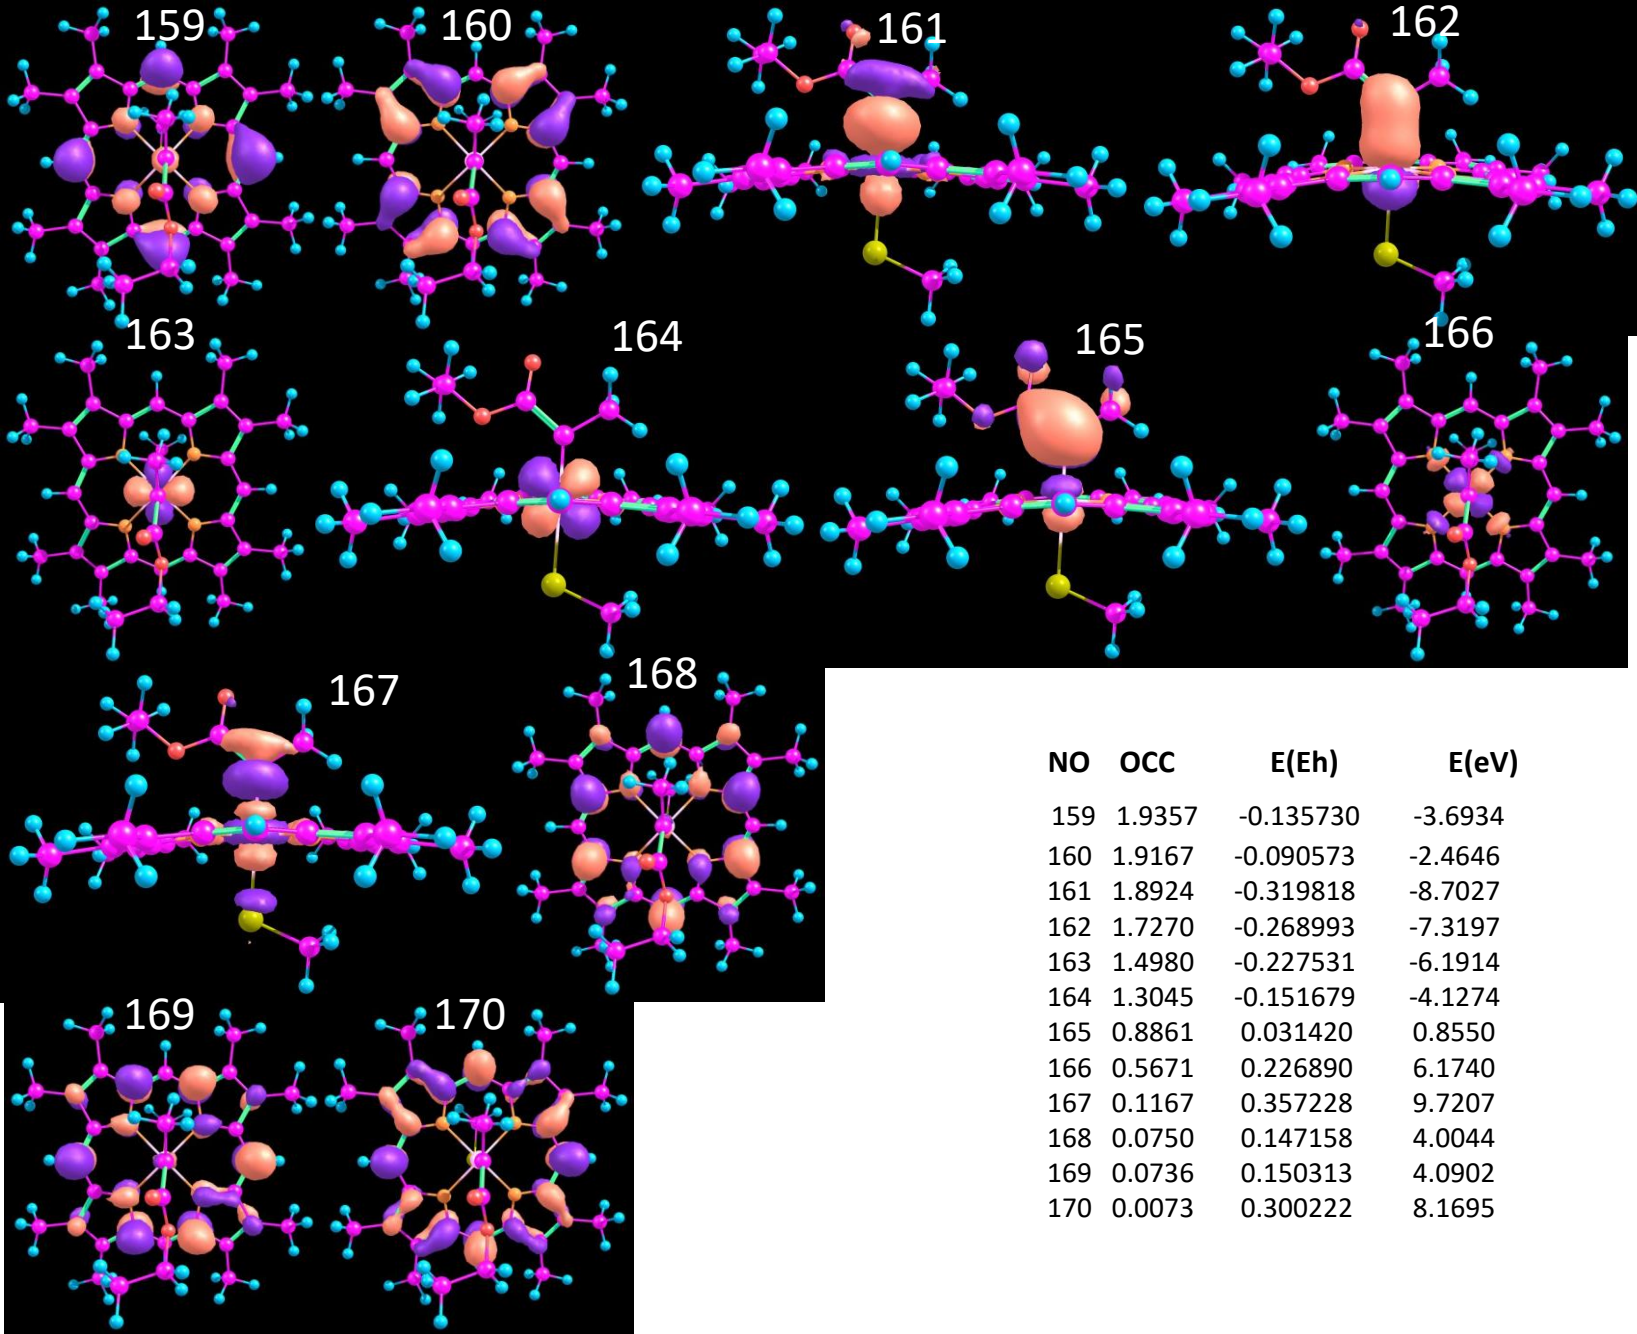 159
160
161
162
163
164
165
166
167
168
NO OCC E(Eh) E(eV)
159 1.9357 -0.135730 -3.6934
160 1.9167 -0.090573 -2.4646
161 1.8924 -0.319818 -8.7027
162 1.7270 -0.268993 -7.3197
163 1.4980 -0.227531 -6.1914
164 1.3045 -0.151679 -4.1274
165 0.8861 0.031420 0.8550
166 0.5671 0.226890 6.1740
167 0.1167 0.357228 9.7207
168 0.0750 0.147158 4.0044
169 0.0736 0.150313 4.0902
170 0.0073 0.300222 8.1695
169
170